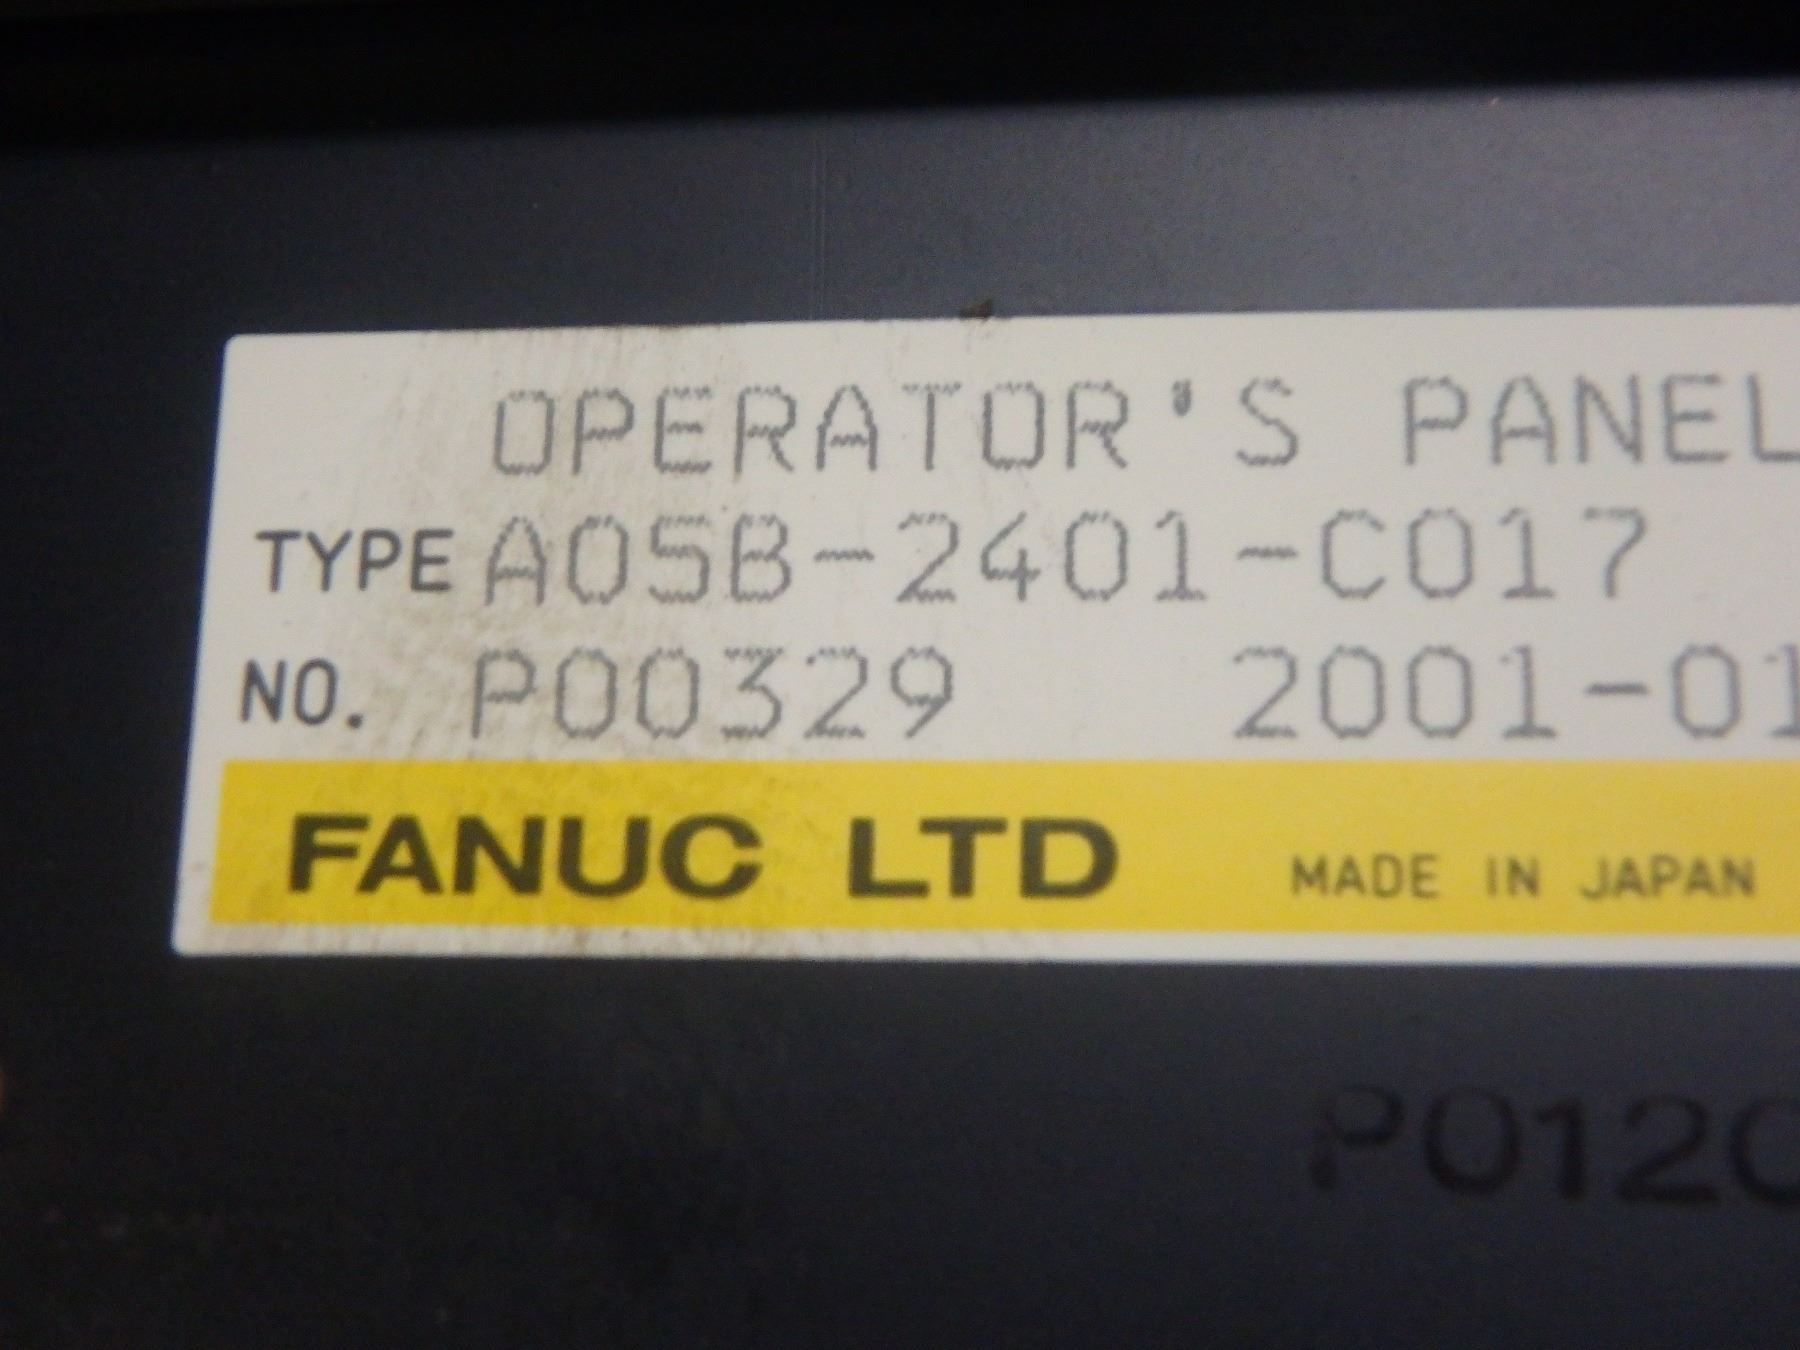 OPERATOR'S PANEL
TYPE A05B-2401-C017
NO. P00329 2001-01
FANUC LTD MADE IN JAPAN
P012